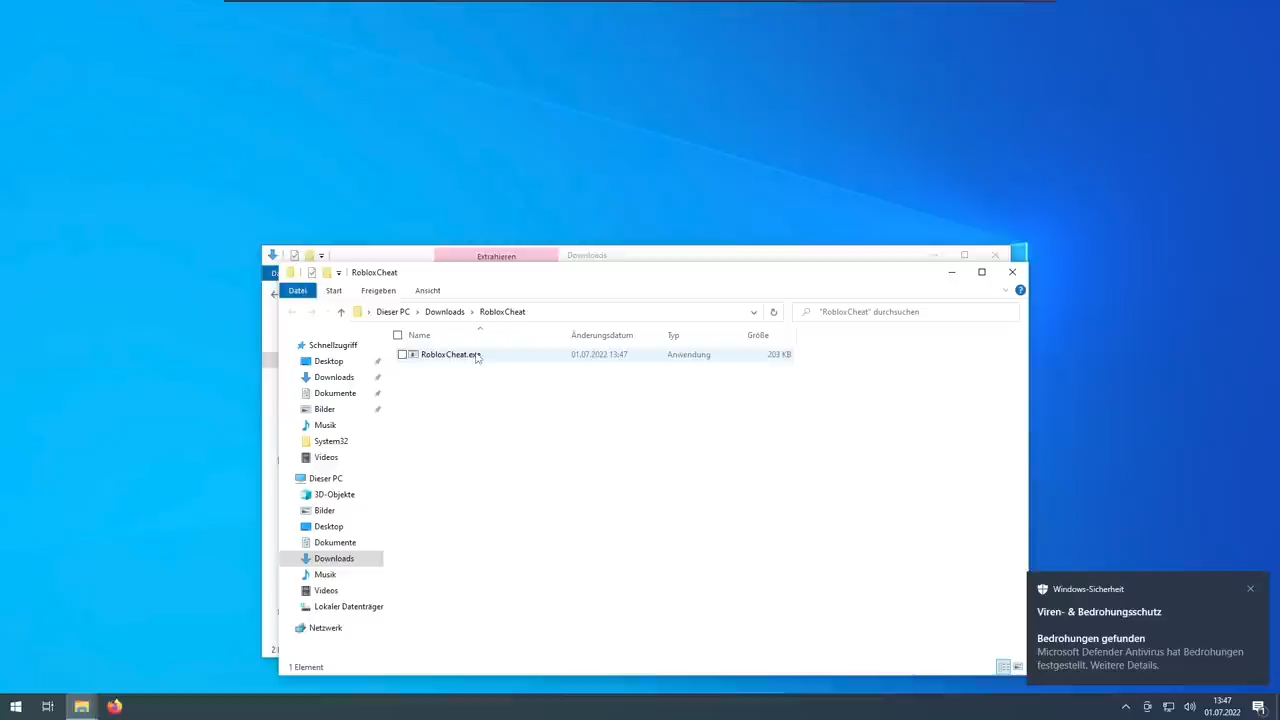 Extrahieren Downloads
RobloxCheat
Datei Start Freigeben Ansicht
Dieser PC Downloads RobloxCheat "RobloxCheat" durchsuchen
Name Änderungsdatum Typ Größe
RobloxCheat.exe 01.07.2022 13:47 Anwendung 203 KB
Schnellzugriff
Desktop
Downloads
Dokumente
Bilder
Musik
System32
Videos
Dieser PC
3D-Objekte
Bilder
Desktop
Dokumente
Downloads
Musik
Videos
Lokaler Datenträger
Netzwerk
1 Element
Windows-Sicherheit
Viren- & Bedrohungsschutz
Bedrohungen gefunden
Microsoft Defender Antivirus hat Bedrohungen
festgestellt. Weitere Details.
13:47
01.07.2022